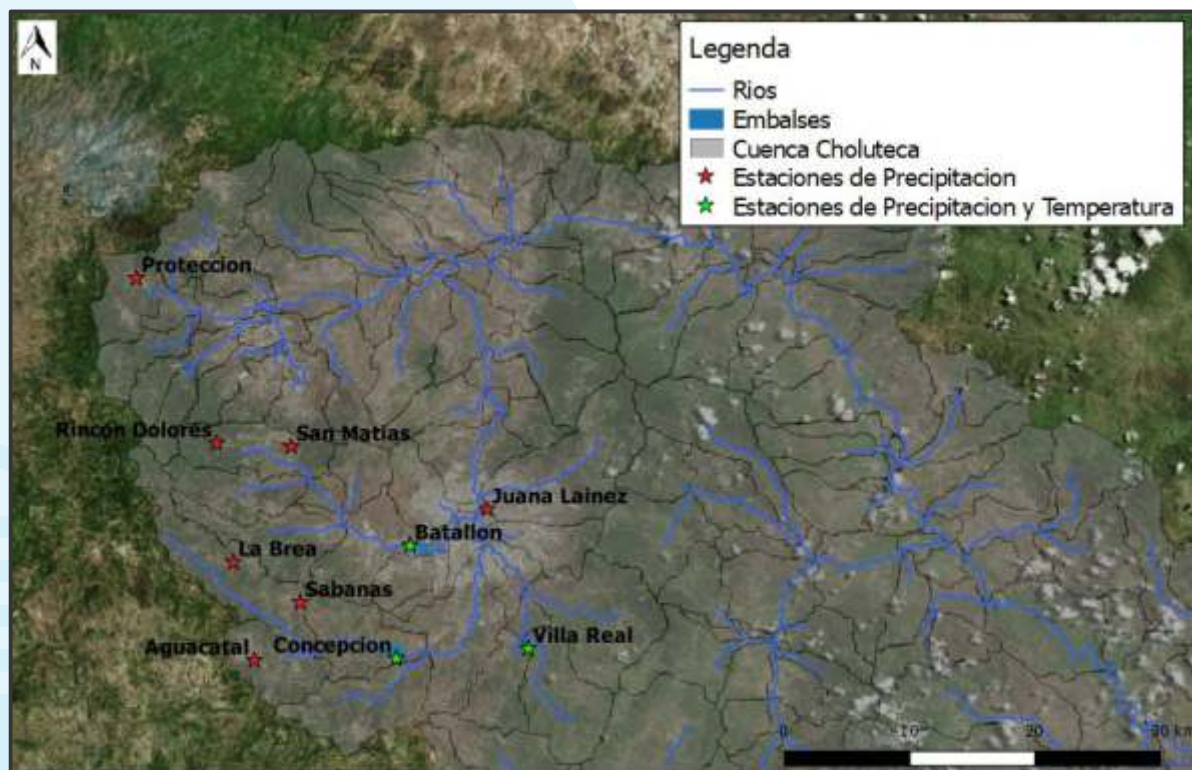 N
Legenda
Rios
Embalses
Cuenca Choluteca
Estaciones de Precipitacion
Estaciones de Precipitacion y Temperatura
Proteccion
Rincón Dolores
San Matias
Juana Lainez
Batallon
La Brea
Sabanas
Aguacatal
Concepcion
Villa Real
0 10 20 30 km